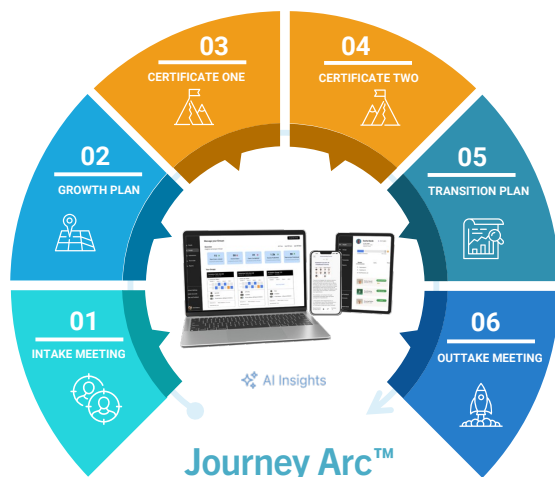 01
INTAKE MEETING
02
GROWTH PLAN
03
CERTIFICATE ONE
04
CERTIFICATE TWO
05
TRANSITION PLAN
06
OUTTAKE MEETING
AI Insights
Journey Arc™